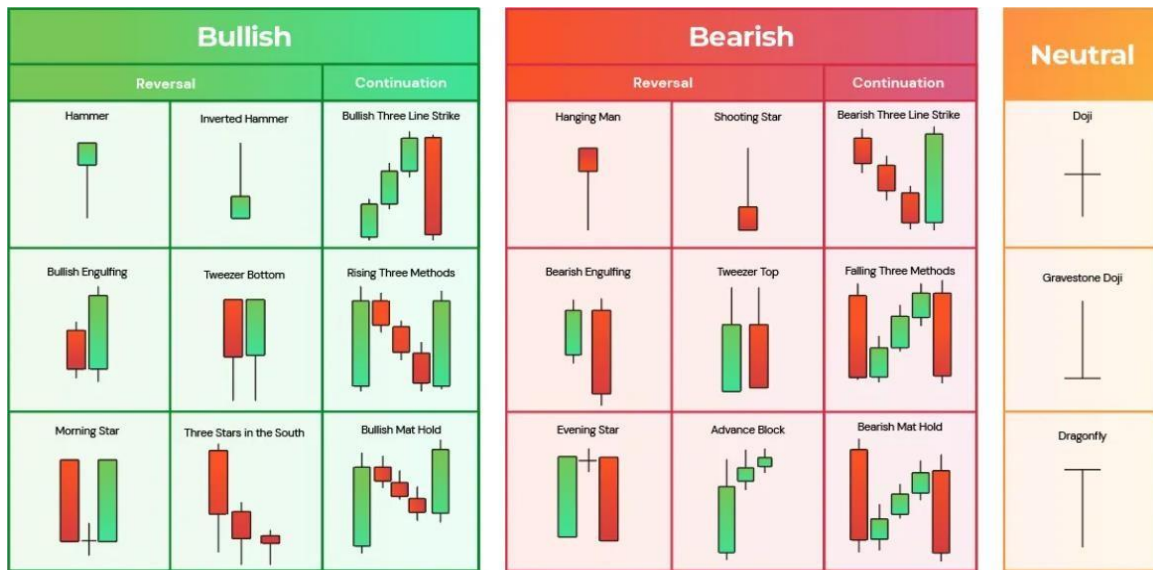 Bullish
Reversal
Continuation
Hammer
Inverted Hammer
Bullish Three Line Strike
Bullish Engulfing
Tweezer Bottom
Rising Three Methods
Morning Star
Three Stars in the South
Bullish Mat Hold
Bearish
Reversal
Continuation
Hanging Man
Shooting Star
Bearish Three Line Strike
Bearish Engulfing
Tweezer Top
Falling Three Methods
Evening Star
Advance Block
Bearish Mat Hold
Neutral
Doji
Gravestone Doji
Dragonfly